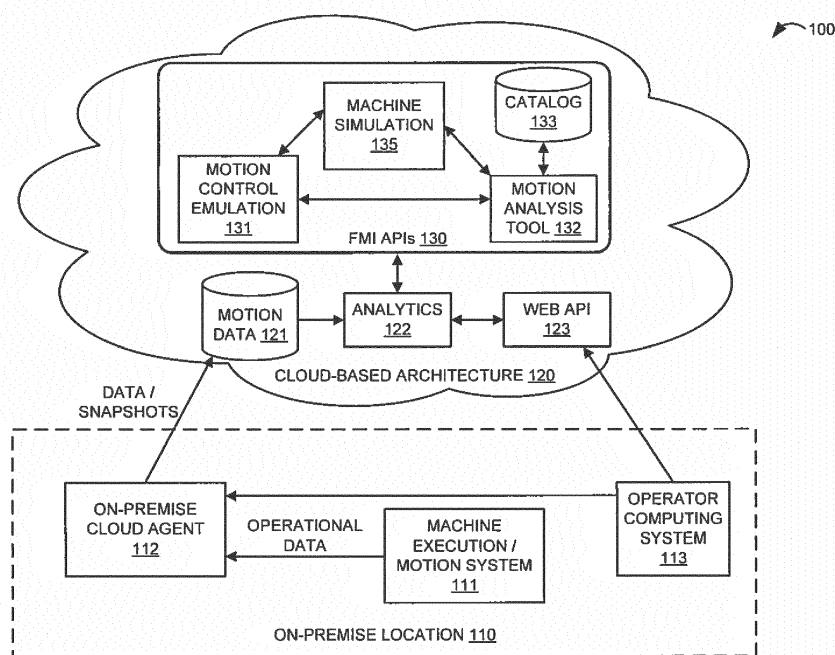 100
MACHINE
SIMULATION
135
CATALOG
133
MOTION
CONTROL
EMULATION
131
MOTION
ANALYSIS
TOOL 132
FMI APIs 130
MOTION
DATA 121
ANALYTICS
122
WEB API
123
CLOUD-BASED ARCHITECTURE 120
DATA /
SNAPSHOTS
ON-PREMISE
CLOUD AGENT
112
OPERATIONAL
DATA
MACHINE
EXECUTION /
MOTION SYSTEM
111
OPERATOR
COMPUTING
SYSTEM
113
ON-PREMISE LOCATION 110